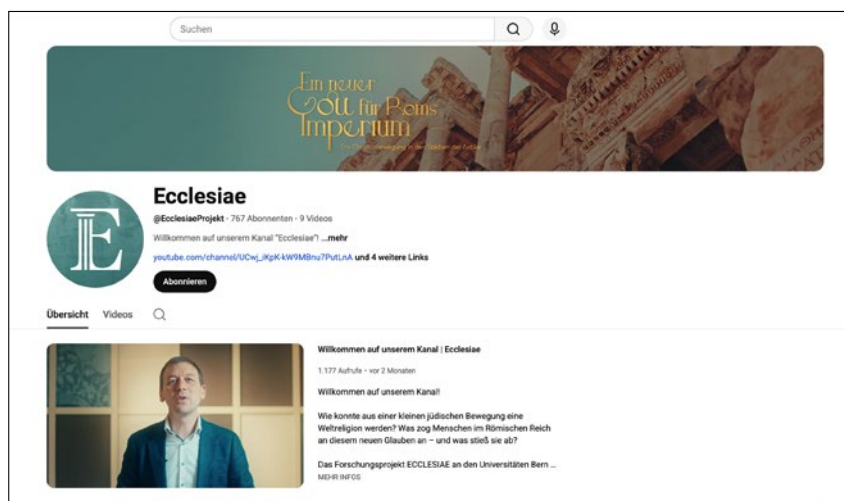 Suchen
Ein neuer
Gott für Roms
Imperium
Ecclesiae
@EcclesiaeProjekt · 767 Abonnenten · 9 Videos
Willkommen auf unserem Kanal "Ecclesiae"! ...mehr
youtube.com/channel/UCwj_iKpK-kW9MBnu7PutLnA und 4 weitere Links
Abonnieren
Übersicht Videos
Willkommen auf unserem Kanal | Ecclesiae
1.177 Aufrufe · vor 2 Monaten
Willkommen auf unserem Kanal!
Wie konnte aus einer kleinen jüdischen Bewegung eine
Weltreligion werden? Was zog Menschen im Römischen Reich
an diesem neuen Glauben an – und was stieß sie ab?
Das Forschungsprojekt ECCLESIAE an den Universitäten Bern ...
MEHR INFOS